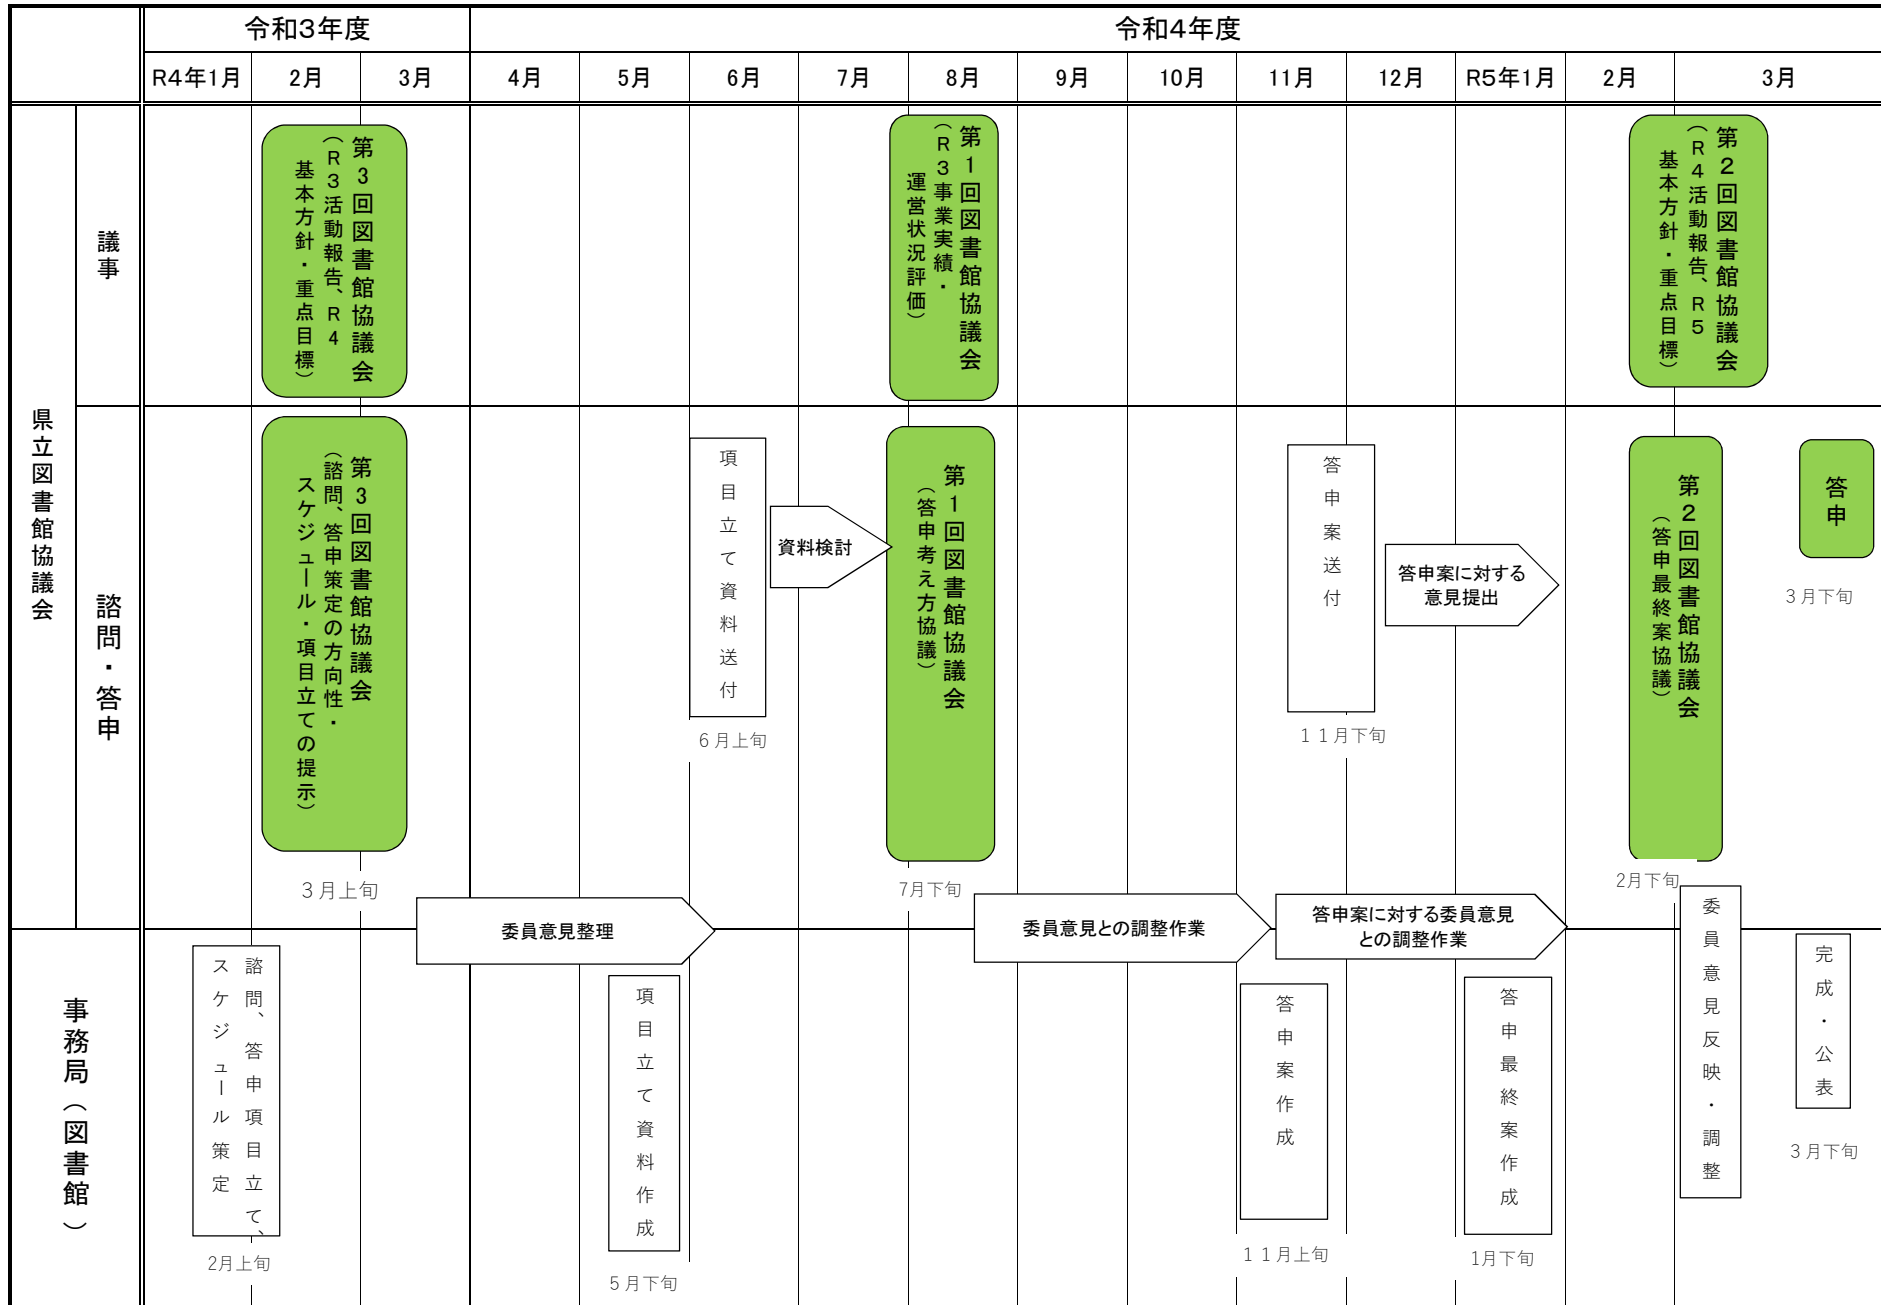 令和3年度
令和4年度
R4年1月
2月
3月
4月
5月
6月
7月
8月
9月
10月
11月
12月
R5年1月
2月
3月
県立図書館協議会
議事
第3回図書館協議会
（R3活動報告、R4
基本方針・重点目標）
第1回図書館協議会
（R3事業実績・
運営状況評価）
第2回図書館協議会
（R4活動報告、R5
基本方針・重点目標）
諮問・答申
第3回図書館協議会
（諮問、答申策定の方向性・
スケジュール・項目立ての提示）
3月上旬
項目立て資料送付
6月上旬
資料検討
第1回図書館協議会
（答申考え方協議）
7月下旬
答申案送付
11月下旬
答申案に対する
意見提出
第2回図書館協議会
（答申最終案協議）
2月下旬
答申
3月下旬
委員意見整理
委員意見との調整作業
答申案に対する委員意見
との調整作業
委員意見反映・調整
事務局（図書館）
諮問、答申項目立て、
スケジュール策定
2月上旬
項目立て資料作成
5月下旬
答申案作成
11月上旬
答申最終案作成
1月下旬
完成・公表
3月下旬